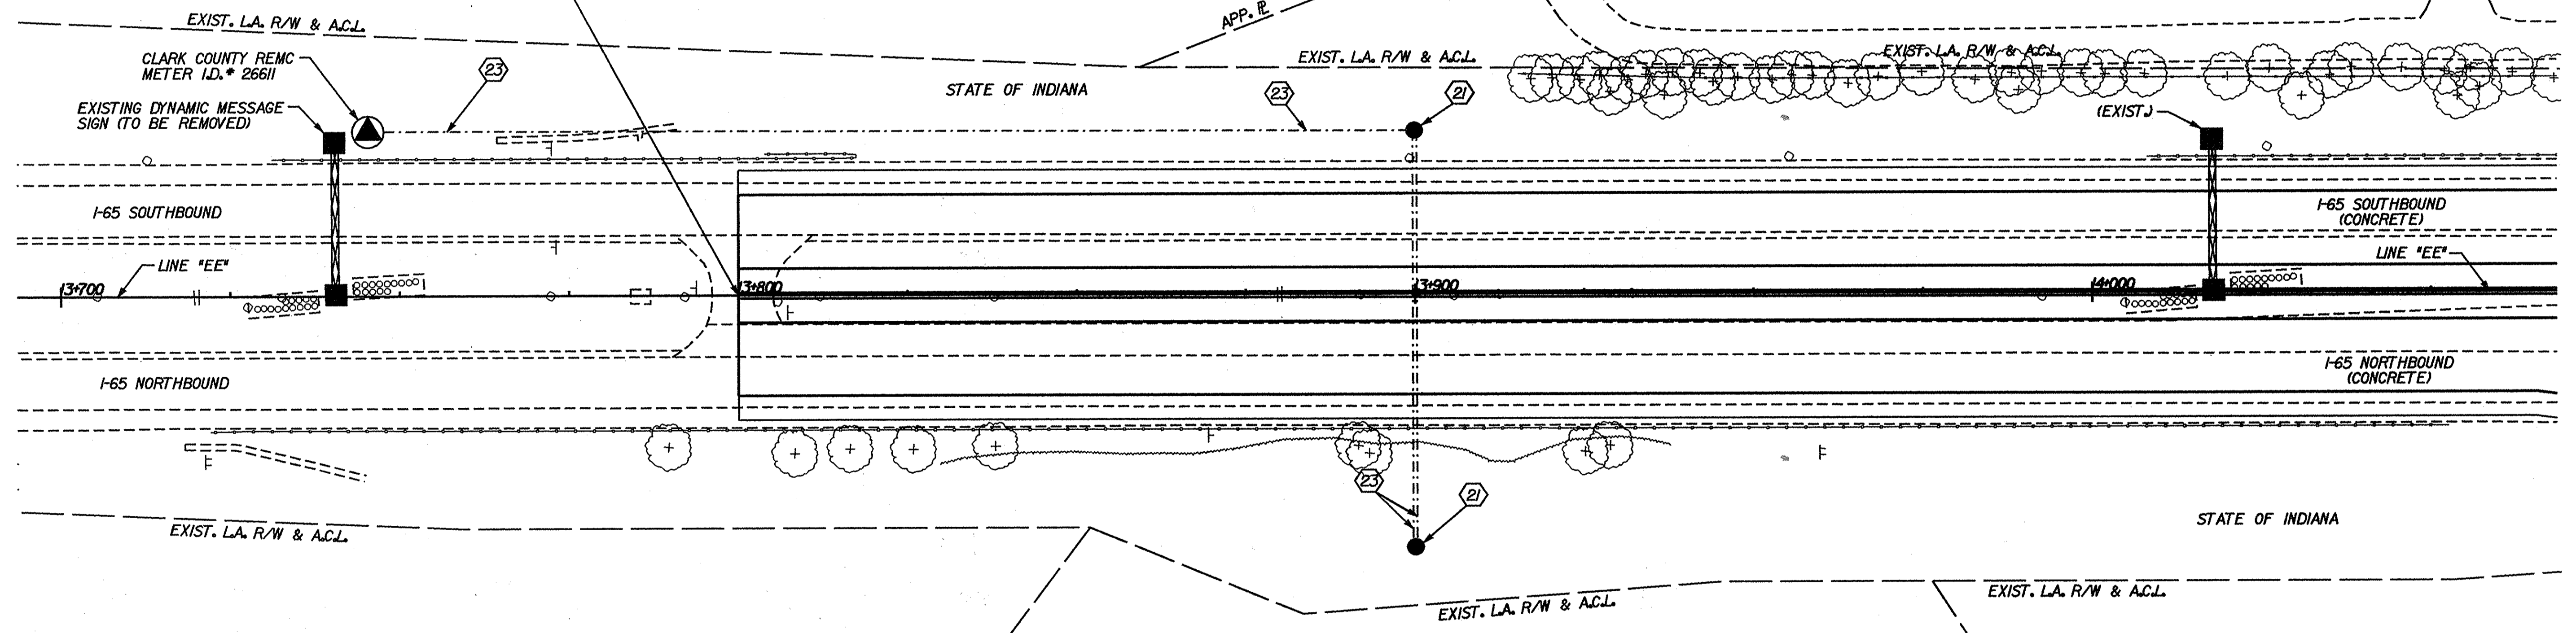 EXIST. L.A. R/W & A.C.L.
APP. PL
CLARK COUNTY REMC
METER I.D.# 26611
23
EXIST. L.A. R/W & A.C.L.
EXIST. L.A. R/W & A.C.L.
STATE OF INDIANA
23
21
EXISTING DYNAMIC MESSAGE
SIGN (TO BE REMOVED)
(EXIST.)
I-65 SOUTHBOUND
I-65 SOUTHBOUND
(CONCRETE)
LINE "EE"
LINE "EE"
13+700
13+800
13+900
14+000
I-65 NORTHBOUND
I-65 NORTHBOUND
(CONCRETE)
23
21
STATE OF INDIANA
EXIST. L.A. R/W & A.C.L.
EXIST. L.A. R/W & A.C.L.
EXIST. L.A. R/W & A.C.L.